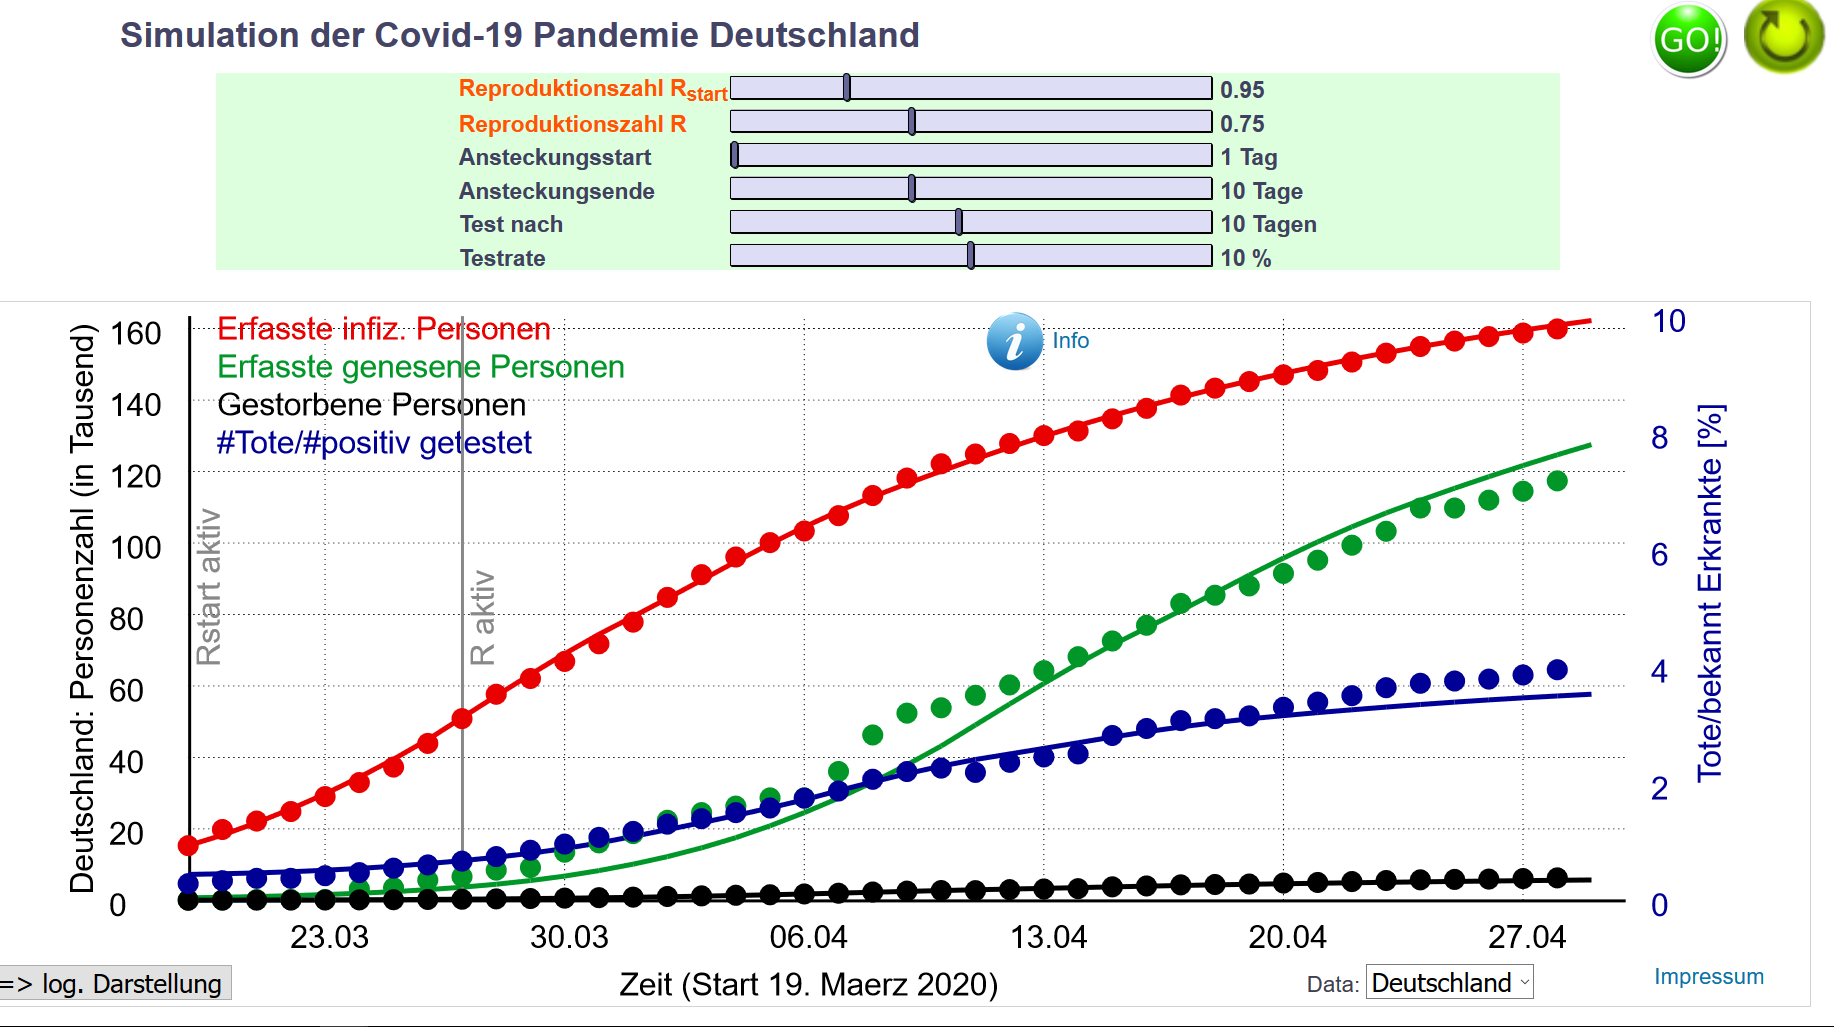 Simulation der Covid-19 Pandemie Deutschland
GO!
Reproduktionszahl Rstart 0.95
Reproduktionszahl R 0.75
Ansteckungsstart 1 Tag
Ansteckungsende 10 Tage
Test nach 10 Tagen
Testrate 10 %
Erfasste infiz. Personen
Erfasste genesene Personen
Gestorbene Personen
#Tote/#positiv getestet
i Info
Deutschland: Personenzahl (in Tausend)
160
140
120
100
80
60
40
20
0
Rstart aktiv
R aktiv
10
8
6
4
2
0
Tote/bekannt Erkrankte [%]
23.03 30.03 06.04 13.04 20.04 27.04
Zeit (Start 19. Maerz 2020)
=> log. Darstellung
Data: Deutschland
Impressum